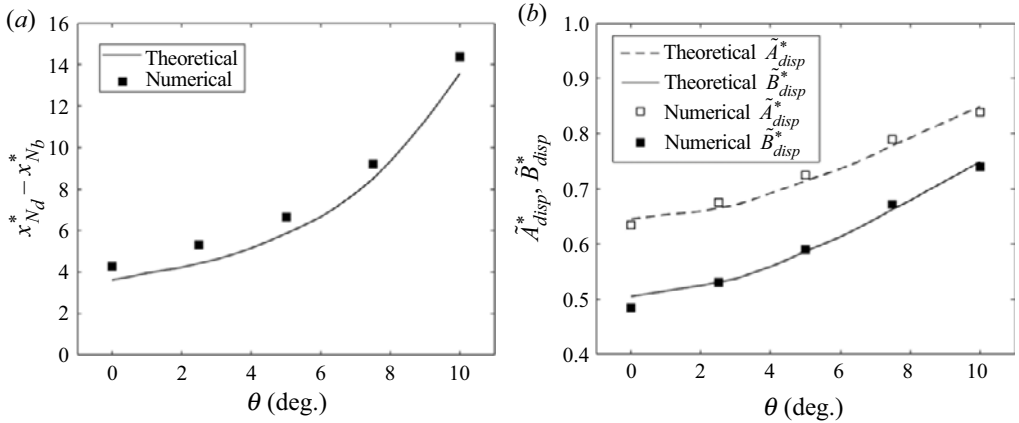 (a)
16
14
12
10
8
6
4
2
0
0 2 4 6 8 10
x*_{N_d} – x*_{N_b}
θ (deg.)
Theoretical
Numerical
(b)
1.0
0.9
0.8
0.7
0.6
0.5
0.4
0 2 4 6 8 10
Ã*_{disp}, B̃*_{disp}
θ (deg.)
Theoretical Ã*_{disp}
Theoretical B̃*_{disp}
Numerical Ã*_{disp}
Numerical B̃*_{disp}